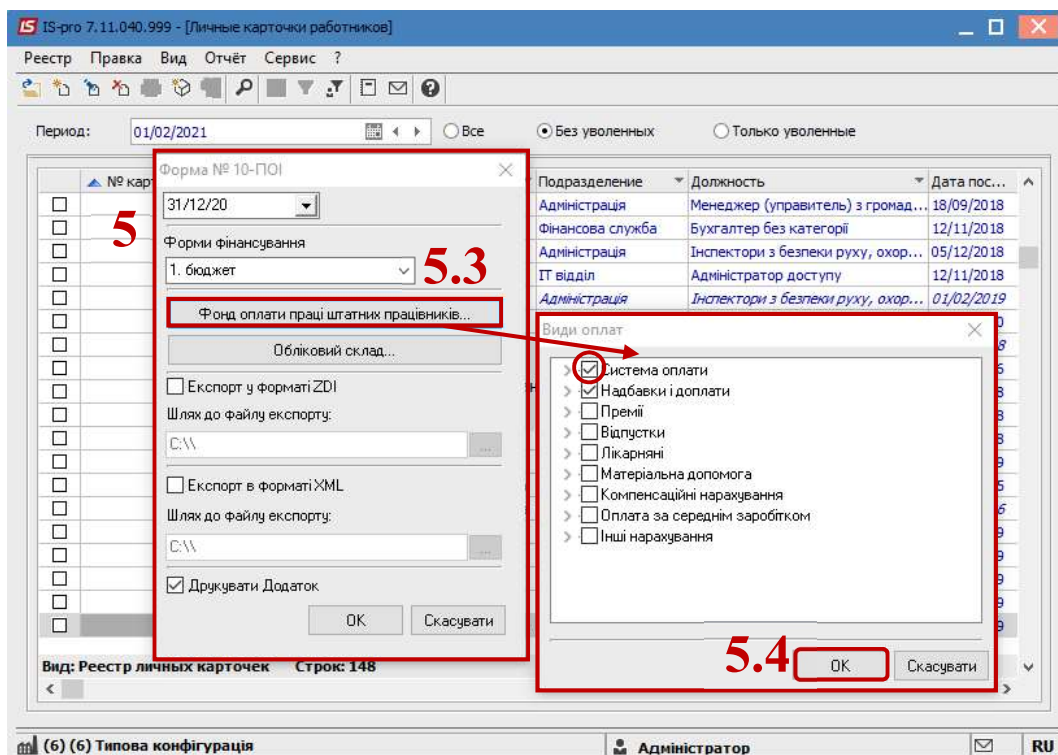 IS-pro 7.11.040.999 - [Личные карточки работников]
Реестр Правка Вид Отчёт Сервис ?
Период: 01/02/2021 Все Без уволенных Только уволенные
№ кар Подразделение Должность Дата пос...
Адміністрація Менеджер (управитель) з громад... 18/09/2018
Фінансова служба Бухгалтер без категорії 12/11/2018
Адміністрація Інспектори з безпеки руху, охор... 05/12/2018
ІТ відділ Адміністратор доступу 12/11/2018
Адміністрація Інспектори з безпеки руху, охор... 01/02/2019
5
Форма № 10-ПОІ
31/12/20
Форми фінансування
1. бюджет
5.3
Фонд оплати праці штатних працівників...
Обліковий склад...
Експорт у форматі ZDI
Шлях до файлу експорту:
C:\\
...
Експорт в форматі XML
Шлях до файлу експорту:
C:\\
...
Друкувати Додаток
OK Скасувати
Види оплат
Система оплати
Надбавки і доплати
Премії
Відпустки
Лікарняні
Матеріальна допомога
Компенсаційні нарахування
Оплата за середнім заробітком
Інші нарахування
5.4
OK Скасувати
Вид: Реестр личных карточек Строк: 148
(6) (6) Типова конфігурація Адміністратор RU